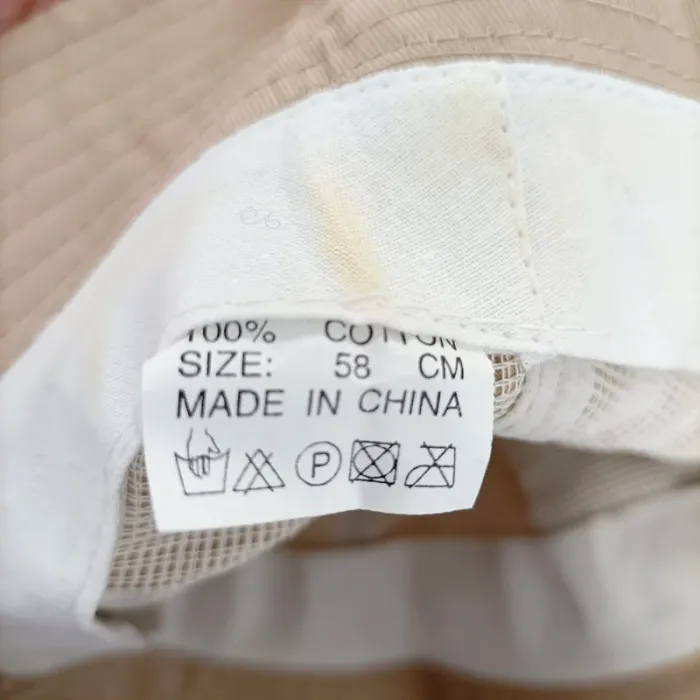 100% COTTON
SIZE: 58 CM
MADE IN CHINA
P